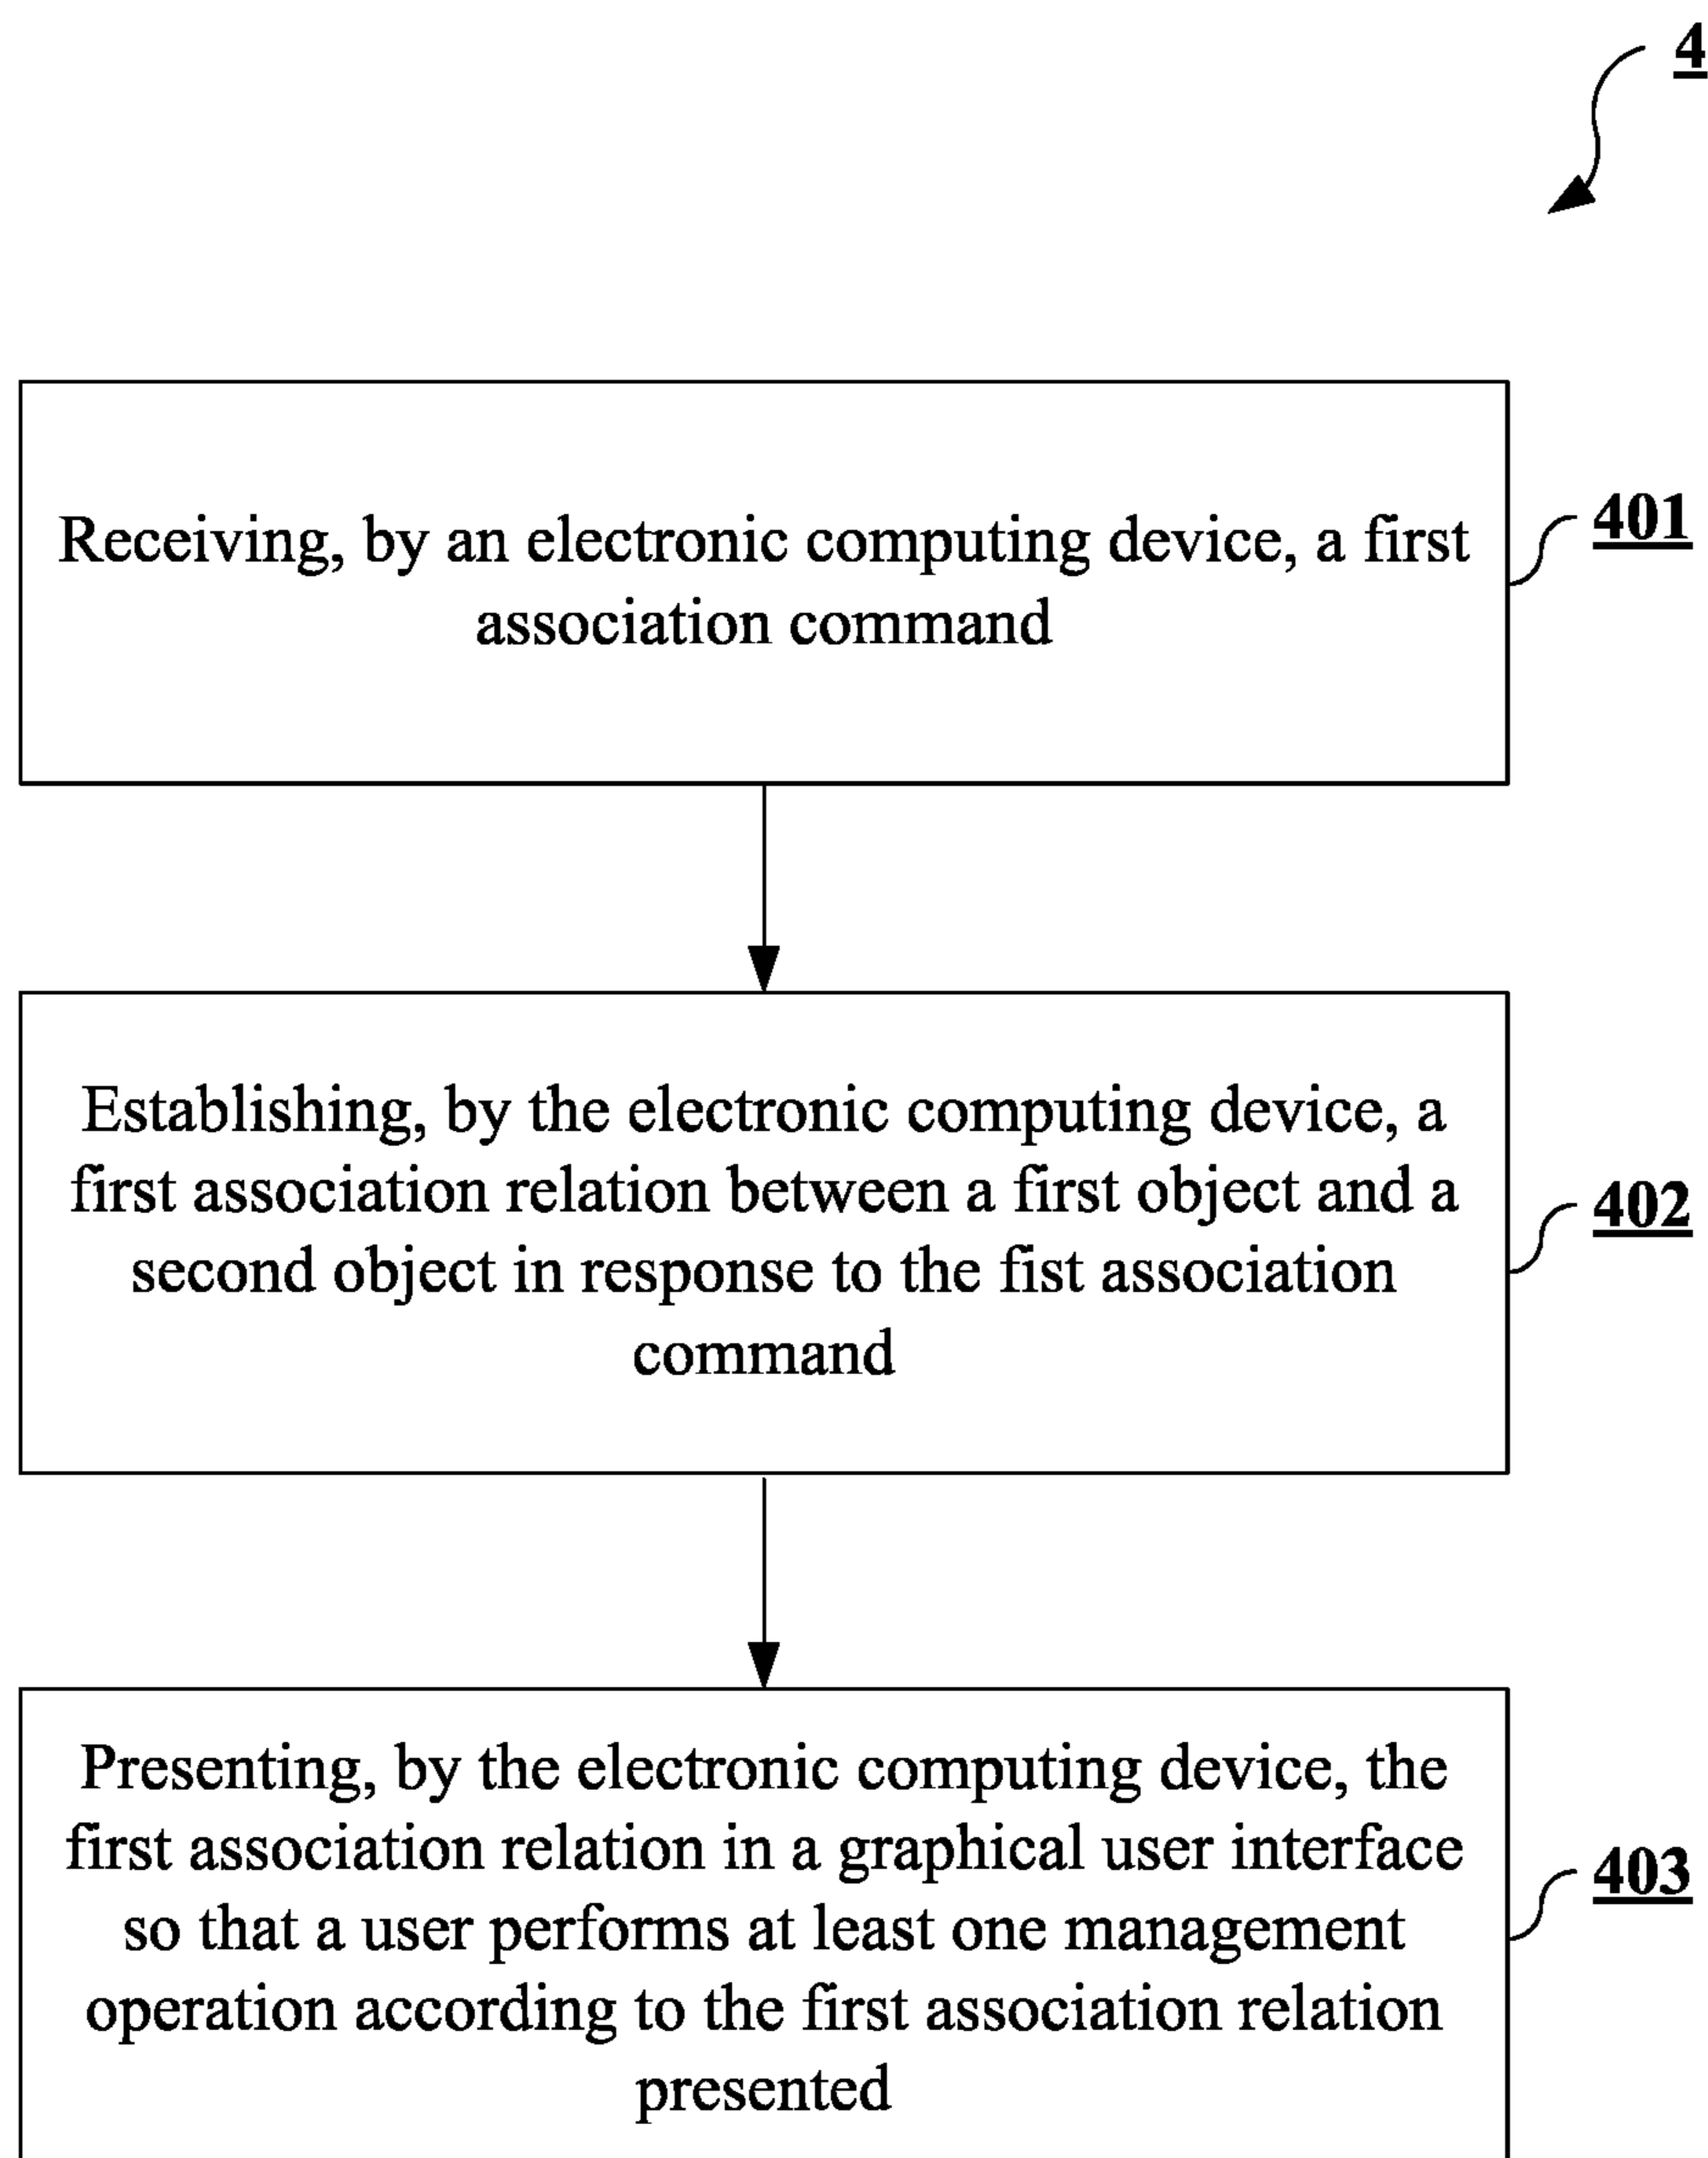 4
Receiving, by an electronic computing device, a first
association command
401
Establishing, by the electronic computing device, a
first association relation between a first object and a
second object in response to the fist association
command
402
Presenting, by the electronic computing device, the
first association relation in a graphical user interface
so that a user performs at least one management
operation according to the first association relation
presented
403